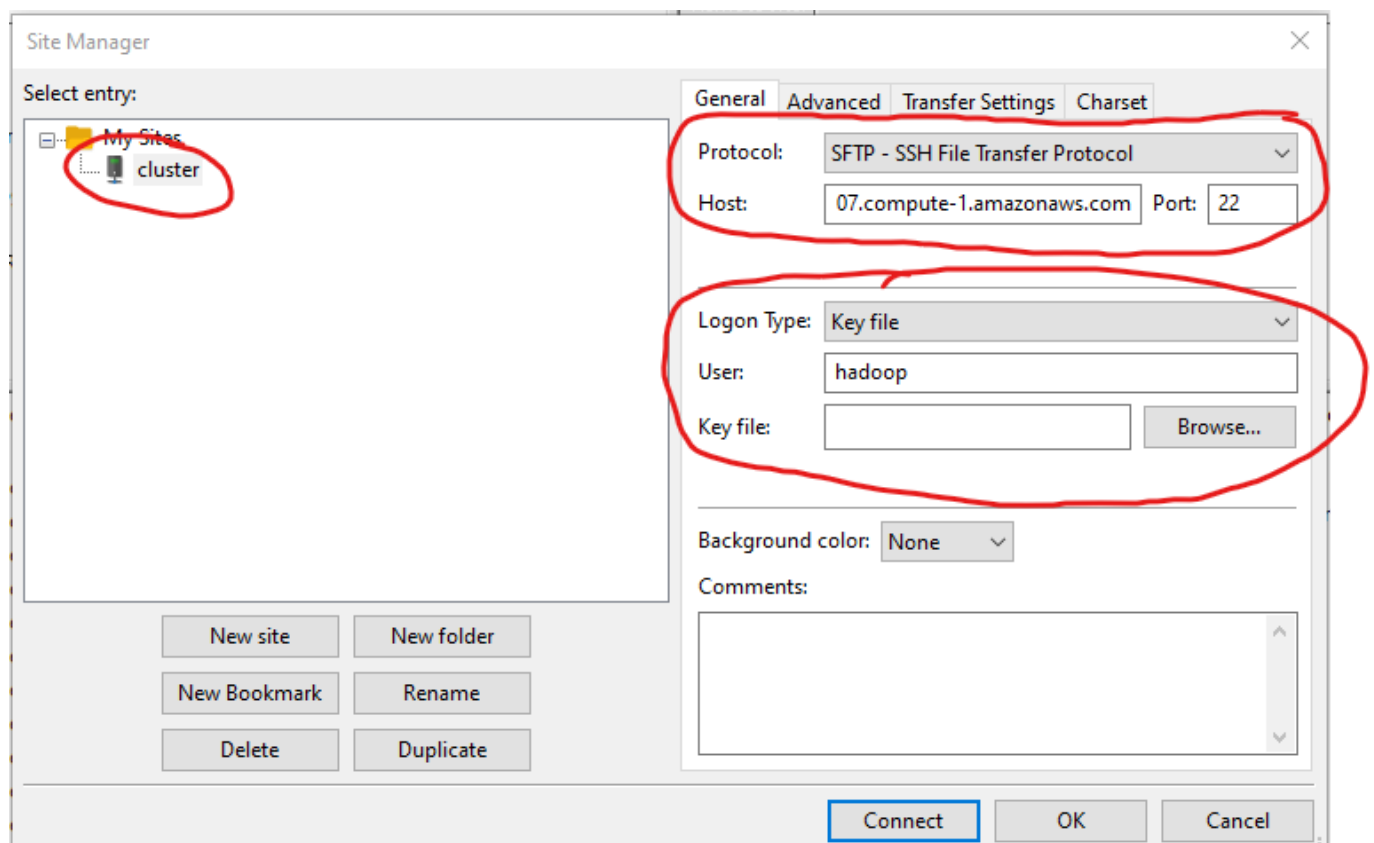 Site Manager
Select entry:
My Sites
cluster
New site
New folder
New Bookmark
Rename
Delete
Duplicate
General Advanced Transfer Settings Charset
Protocol: SFTP - SSH File Transfer Protocol
Host: 07.compute-1.amazonaws.com Port: 22
Logon Type: Key file
User: hadoop
Key file: Browse...
Background color: None
Comments:
Connect OK Cancel